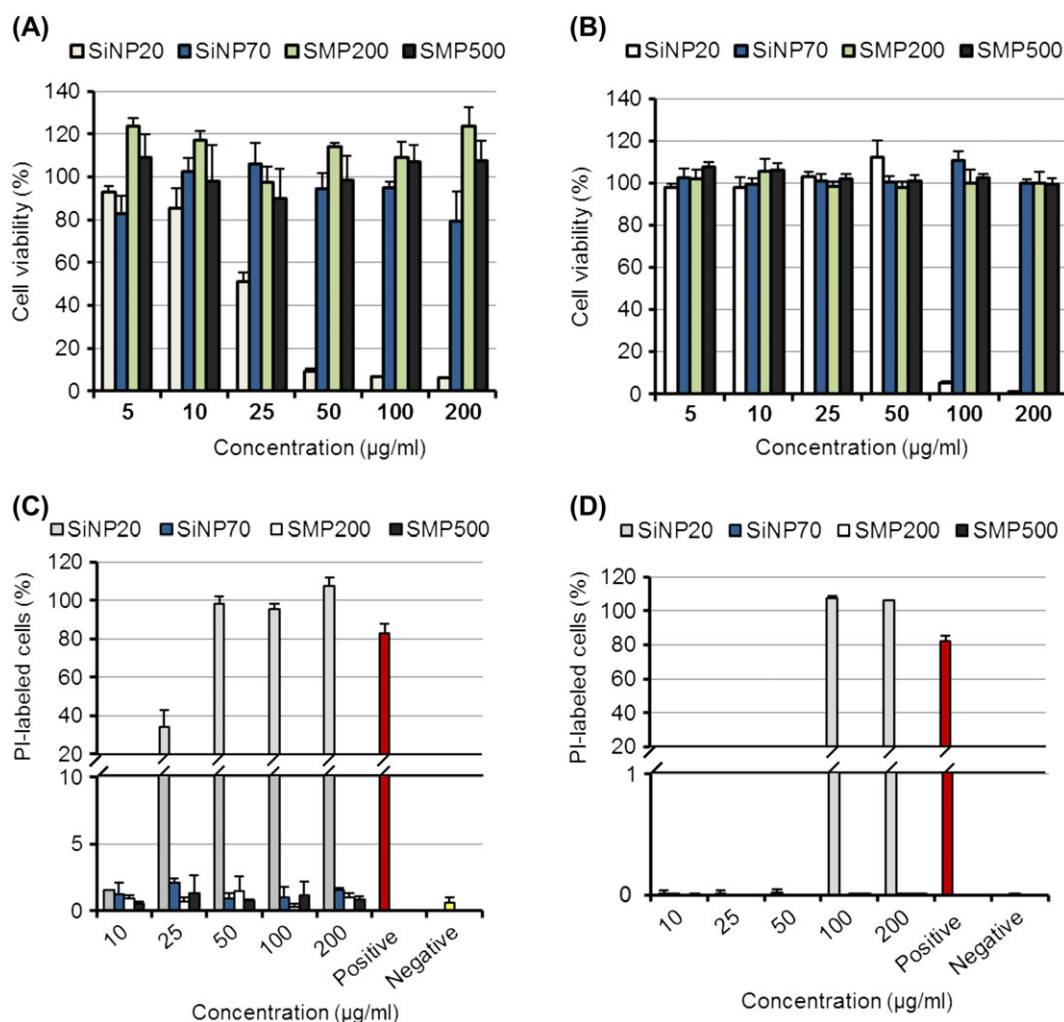 (A)
SiNP20 SiNP70 SMP200 SMP500
Cell viability (%)
140
120
100
80
60
40
20
0
5 10 25 50 100 200
Concentration (µg/ml)
(B)
SiNP20 SiNP70 SMP200 SMP500
Cell viability (%)
140
120
100
80
60
40
20
0
5 10 25 50 100 200
Concentration (µg/ml)
(C)
SiNP20 SiNP70 SMP200 SMP500
PI-labeled cells (%)
120
100
80
60
40
20
10
5
0
10 25 50 100 200 Positive Negative
Concentration (µg/ml)
(D)
SiNP20 SiNP70 SMP200 SMP500
PI-labeled cells (%)
120
100
80
60
40
20
1
0
10 25 50 100 200 Positive Negative
Concentration (µg/ml)